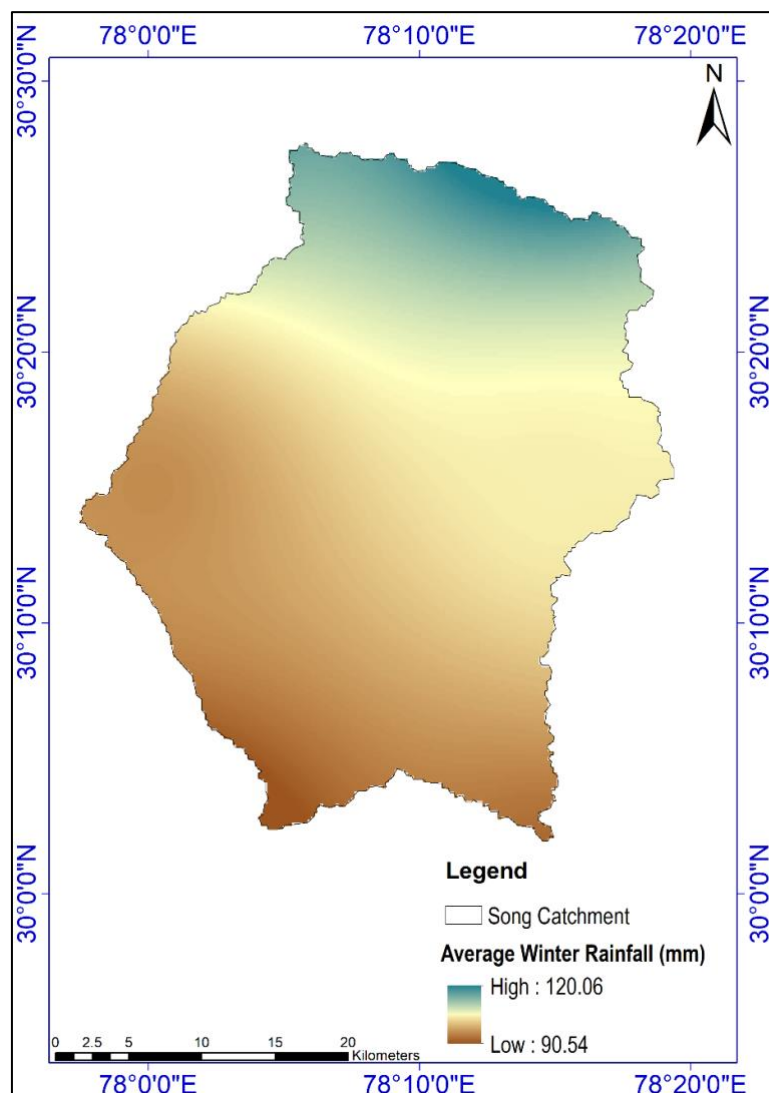 78°0'0"E 78°10'0"E 78°20'0"E
30°30'0"N 30°30'0"N
N
30°20'0"N 30°20'0"N
30°10'0"N 30°10'0"N
Legend
30°0'0"N 30°0'0"N
Song Catchment
Average Winter Rainfall (mm)
High : 120.06
Low : 90.54
0 2.5 5 10 15 20
Kilometers
78°0'0"E 78°10'0"E 78°20'0"E